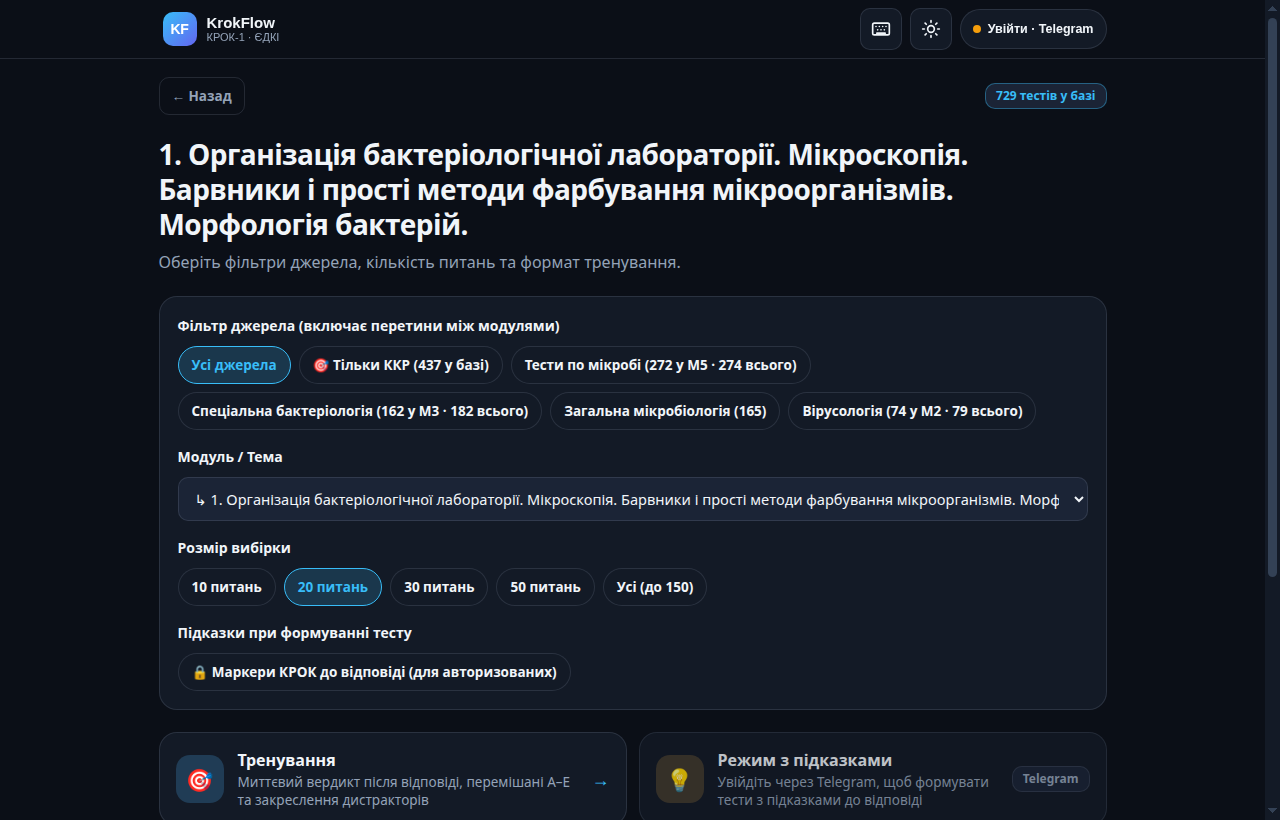 KF
KrokFlow
КРОК-1 · ЄДКІ
Увійти · Telegram
← Назад
729 тестів у базі
1. Організація бактеріологічної лабораторії. Мікроскопія.
Барвники і прості методи фарбування мікроорганізмів.
Морфологія бактерій.
Оберіть фільтри джерела, кількість питань та формат тренування.
Фільтр джерела (включає перетини між модулями)
Усі джерела
🎯 Тільки ККР (437 у базі)
Тести по мікробі (272 у М5 · 274 всього)
Спеціальна бактеріологія (162 у М3 · 182 всього)
Загальна мікробіологія (165)
Вірусологія (74 у М2 · 79 всього)
Модуль / Тема
↳ 1. Організація бактеріологічної лабораторії. Мікроскопія. Барвники і прості методи фарбування мікроорганізмів. Морф
Розмір вибірки
10 питань
20 питань
30 питань
50 питань
Усі (до 150)
Підказки при формуванні тесту
🔒 Маркери КРОК до відповіді (для авторизованих)
Тренування
Миттєвий вердикт після відповіді, перемішані A–E
та закреслення дистракторів
→
Режим з підказками
Увійдіть через Telegram, щоб формувати
тести з підказками до відповіді
Telegram